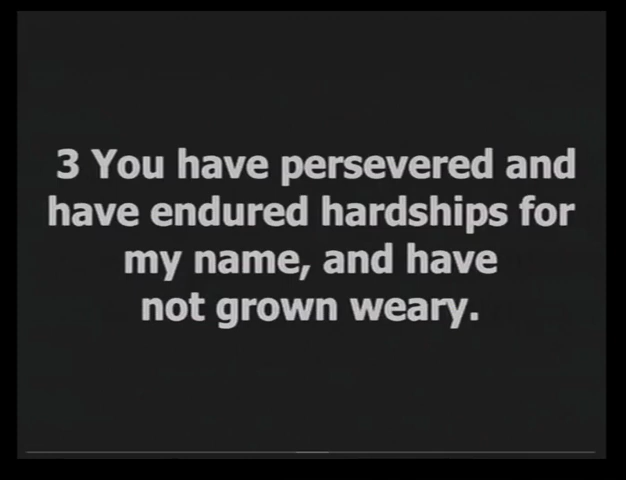 3 You have persevered and
have endured hardships for
my name, and have
not grown weary.